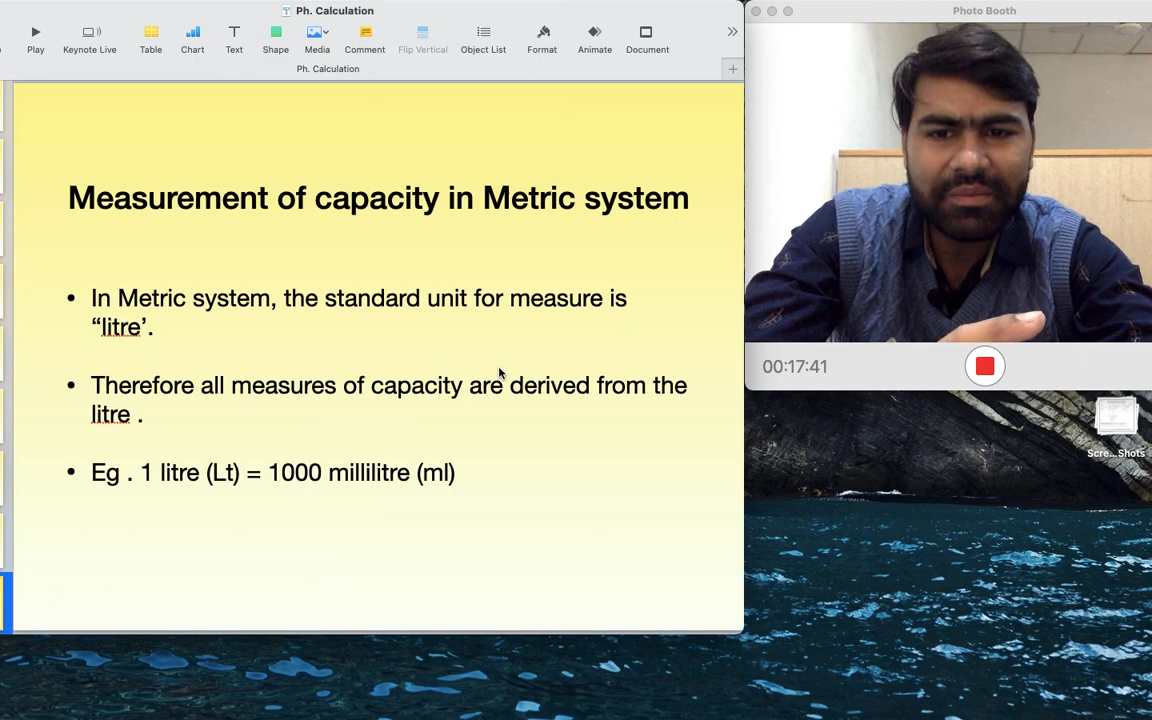 Ph. Calculation
Play
Keynote Live
Table
Chart
Text
Shape
Media
Comment
Flip Vertical
Object List
Format
Animate
Document
Ph. Calculation
Photo Booth
Measurement of capacity in Metric system
• In Metric system, the standard unit for measure is
“litre’.
• Therefore all measures of capacity are derived from the
litre .
• Eg . 1 litre (Lt) = 1000 millilitre (ml)
00:17:41
Scre...Shots